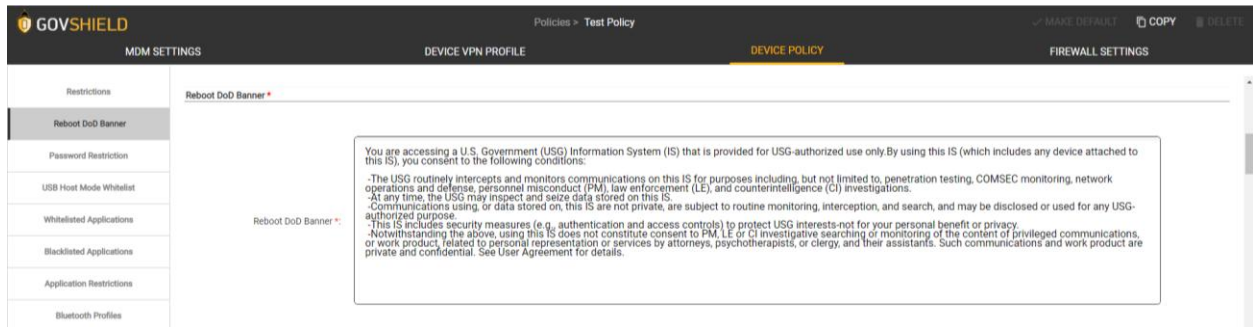 GOVSHIELD
Policies > Test Policy
MAKE DEFAULT
COPY
DELETE
MDM SETTINGS
DEVICE VPN PROFILE
DEVICE POLICY
FIREWALL SETTINGS
Restrictions
Reboot DoD Banner
Password Restriction
USB Host Mode Whitelist
Whitelisted Applications
Blacklisted Applications
Application Restrictions
Bluetooth Profiles
Reboot DoD Banner *
Reboot DoD Banner *:
You are accessing a U.S. Government (USG) Information System (IS) that is provided for USG-authorized use only.By using this IS (which includes any device attached to
this IS), you consent to the following conditions:
-The USG routinely intercepts and monitors communications on this IS for purposes including, but not limited to, penetration testing, COMSEC monitoring, network
operations and defense, personnel misconduct (PM), law enforcement (LE), and counterintelligence (CI) investigations.
-At any time, the USG may inspect and seize data stored on this IS.
-Communications using, or data stored on, this IS are not private, are subject to routine monitoring, interception, and search, and may be disclosed or used for any USG-
authorized purpose.
-This IS includes security measures (e.g., authentication and access controls) to protect USG interests-not for your personal benefit or privacy.
-Notwithstanding the above, using this IS does not constitute consent to PM, LE or CI investigative searching or monitoring of the content of privileged communications,
or work product, related to personal representation or services by attorneys, psychotherapists, or clergy, and their assistants. Such communications and work product are
private and confidential. See User Agreement for details.